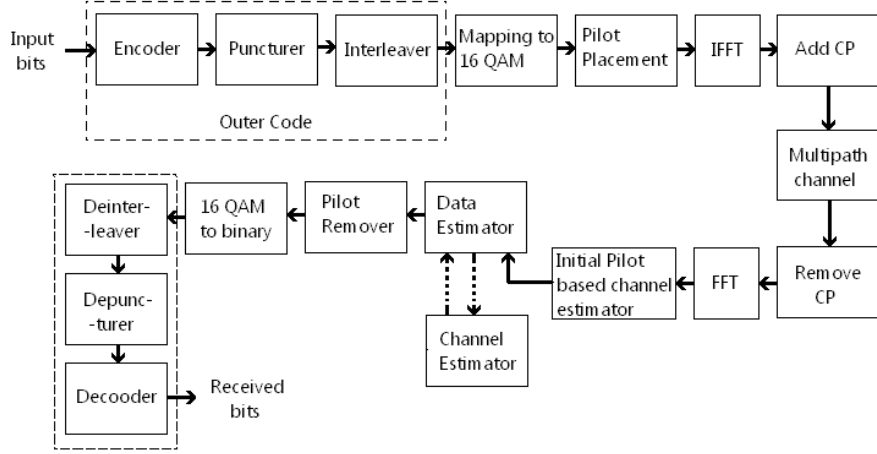 Input
bits
Encoder
Puncturer
Interleaver
Mapping to
16 QAM
Pilot
Placement
IFFT
Add CP
Outer Code
Multipath
channel
Remove
CP
FFT
Initial Pilot
based channel
estimator
Data
Estimator
Channel
Estimator
Pilot
Remover
16 QAM
to binary
Deinter-
-leaver
Depunc-
-turer
Decooder
Received
bits